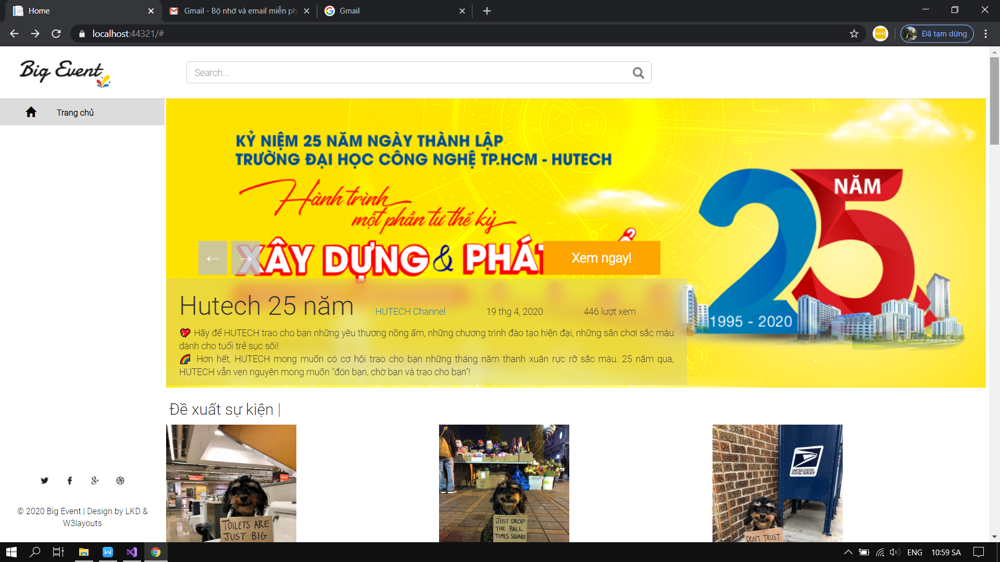 Home
Gmail - Bộ nhớ và email miễn ph
Gmail
localhost:44321/#
Đã tạm dừng
Big Event
Search...
Trang chủ
KỶ NIỆM 25 NĂM NGÀY THÀNH LẬP
TRƯỜNG ĐẠI HỌC CÔNG NGHỆ TP.HCM - HUTECH
Hành trình
một phần tư thế kỷ
XÂY DỰNG & PHÁT
Xem ngay!
25 NĂM
1995 - 2020
Hutech 25 năm
HUTECH Channel
19 thg 4, 2020
446 lượt xem
💖 Hãy để HUTECH trao cho bạn những yêu thương nồng ấm, những chương trình đào tạo hiện đại, những sân chơi sắc màu
dành cho tuổi trẻ sục sôi!
🌈 Hơn hết, HUTECH mong muốn có cơ hội trao cho bạn những tháng năm thanh xuân rực rỡ sắc màu. 25 năm qua,
HUTECH vẫn vẹn nguyên mong muốn "đón bạn, chờ bạn và trao cho bạn"!
Đề xuất sự kiện |
TOILETS ARE
JUST BIG
JUST DROP
THE BALL
TIMES SQUARE
UNITED STATES
POSTAL SERVICE
DON'T TRUST
© 2020 Big Event | Design by LKD &
W3layouts
ENG
10:59 SA